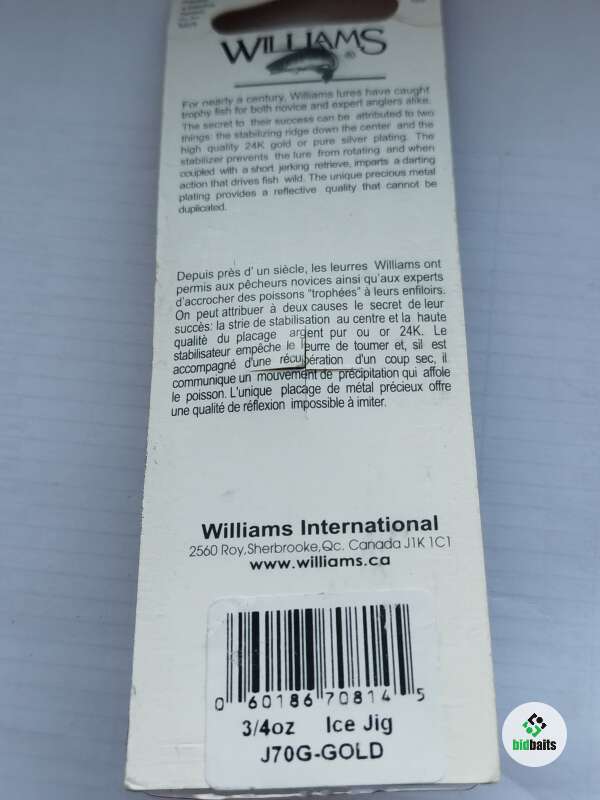 WILLIAMS
®
For nearly a century, Williams lures have caught
trophy fish for both novice and expert anglers alike.
The secret to their success can be attributed to two
things: the stabilizing ridge down the center and the
high quality 24K gold or pure silver plating. The
stabilizer prevents the lure from rotating and when
coupled with a short jerking retrieve, imparts a darting
action that drives fish wild. The unique precious metal
plating provides a reflective quality that cannot be
duplicated.
Depuis près d' un siècle, les leurres Williams ont
permis aux pêcheurs novices ainsi qu'aux experts
d'accrocher des poissons "trophées" à leurs enfiloirs.
On peut attribuer à deux causes le secret de leur
succès: la strie de stabilisation au centre et la haute
qualité du placage argent pur ou or 24K. Le
stabilisateur empêche le leurre de tourner et, sil est
accompagné d'une récupération d'un coup sec, il
communique un mouvement de précipitation qui affole
le poisson. L'unique placage de métal précieux offre
une qualité de réflexion impossible à imiter.
Williams International
2560 Roy,Sherbrooke,Qc. Canada J1K 1C1
www.williams.ca
0 60186 70814 5
3/4oz Ice Jig
J70G-GOLD
bidbaits